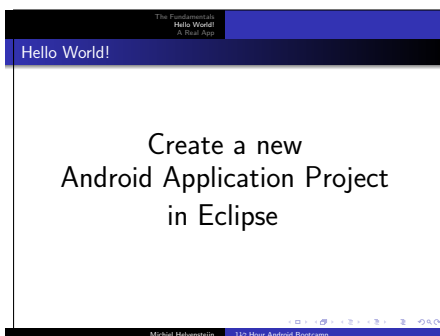 The Fundamentals
Hello World!
A Real App
Hello World!
Create a new
Android Application Project
in Eclipse
Michiel Helvensteijn
1½ Hour Android Bootcamp